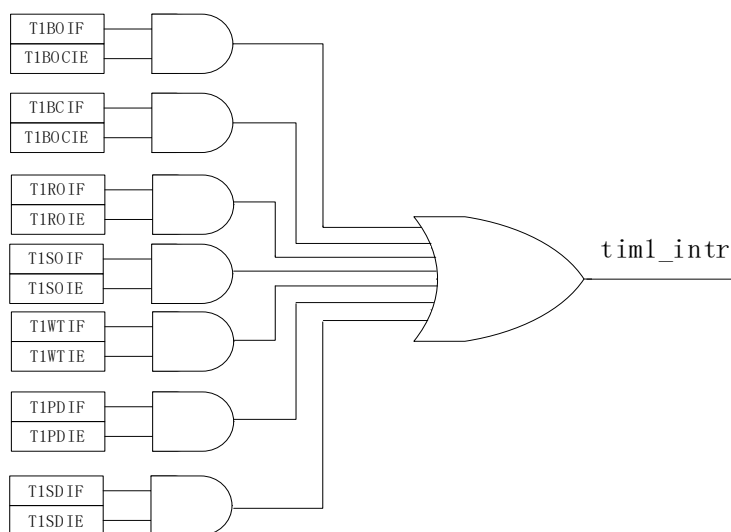 T1BOIF
T1BOCIE
T1BCIF
T1BOCIE
T1ROIF
T1ROIE
T1SOIF
T1SOIE
tim1_intr
T1WTIF
T1WTIE
T1PDIF
T1PDIE
T1SDIF
T1SDIE